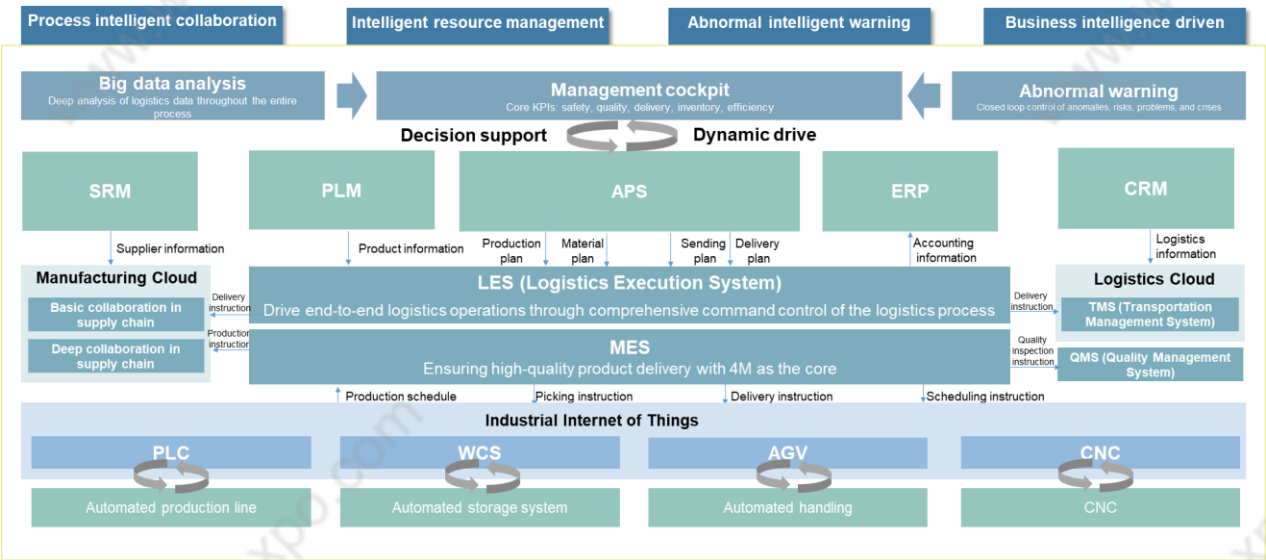 Process intelligent collaboration
Intelligent resource management
Abnormal intelligent warning
Business intelligence driven
Big data analysis
Deep analysis of logistics data throughout the entire
process
Management cockpit
Core KPIs: safety, quality, delivery, inventory, efficiency
Abnormal warning
Closed loop control of anomalies, risks, problems, and crises
Decision support
Dynamic drive
SRM
PLM
APS
ERP
CRM
Supplier information
Product information
Production
plan
Material
plan
Sending
plan
Delivery
plan
Accounting
information
Logistics
information
Manufacturing Cloud
Basic collaboration in
supply chain
Deep collaboration in
supply chain
Delivery
instruction
Production
instruction
LES (Logistics Execution System)
Drive end-to-end logistics operations through comprehensive command control of the logistics process
MES
Ensuring high-quality product delivery with 4M as the core
Delivery
instruction
Quality
inspection
instruction
Logistics Cloud
TMS (Transportation
Management System)
QMS (Quality Management
System)
Production schedule
Picking instruction
Delivery instruction
Scheduling instruction
Industrial Internet of Things
PLC
WCS
AGV
CNC
Automated production line
Automated storage system
Automated handling
CNC